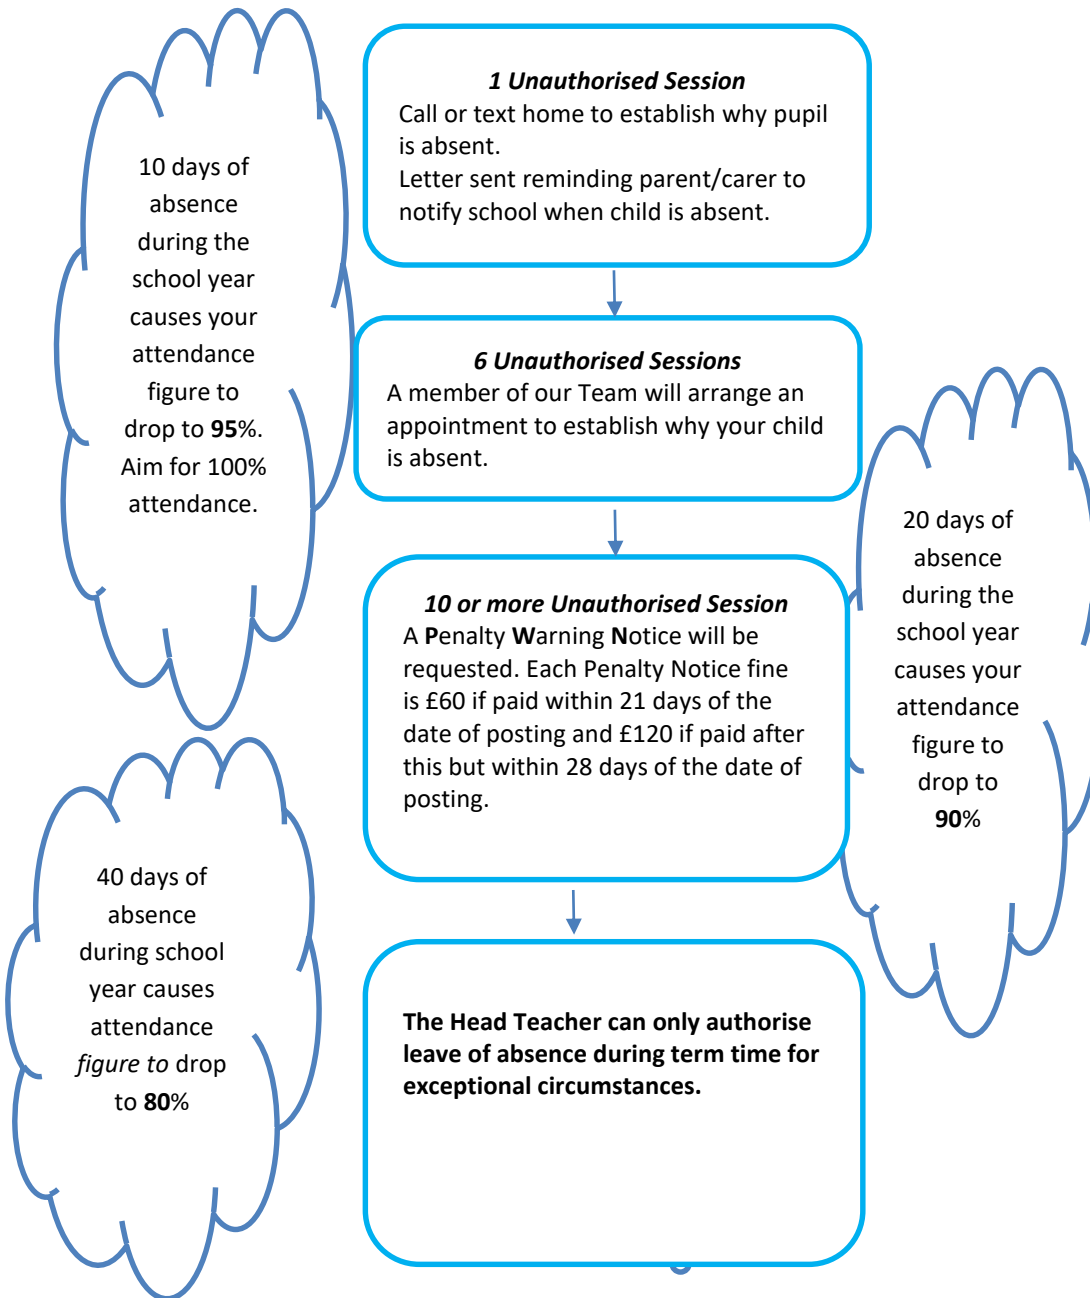 1 Unauthorised Session
Call or text home to establish why pupil
is absent.
Letter sent reminding parent/carer to
notify school when child is absent.
10 days of
absence
during the
school year
causes your
attendance
figure to
drop to 95%.
Aim for 100%
attendance.
6 Unauthorised Sessions
A member of our Team will arrange an
appointment to establish why your child
is absent.
10 or more Unauthorised Session
A Penalty Warning Notice will be
requested. Each Penalty Notice fine
is £60 if paid within 21 days of the
date of posting and £120 if paid after
this but within 28 days of the date of
posting.
20 days of
absence
during the
school year
causes your
attendance
figure to
drop to
90%
40 days of
absence
during school
year causes
attendance
figure to drop
to 80%
The Head Teacher can only authorise
leave of absence during term time for
exceptional circumstances.